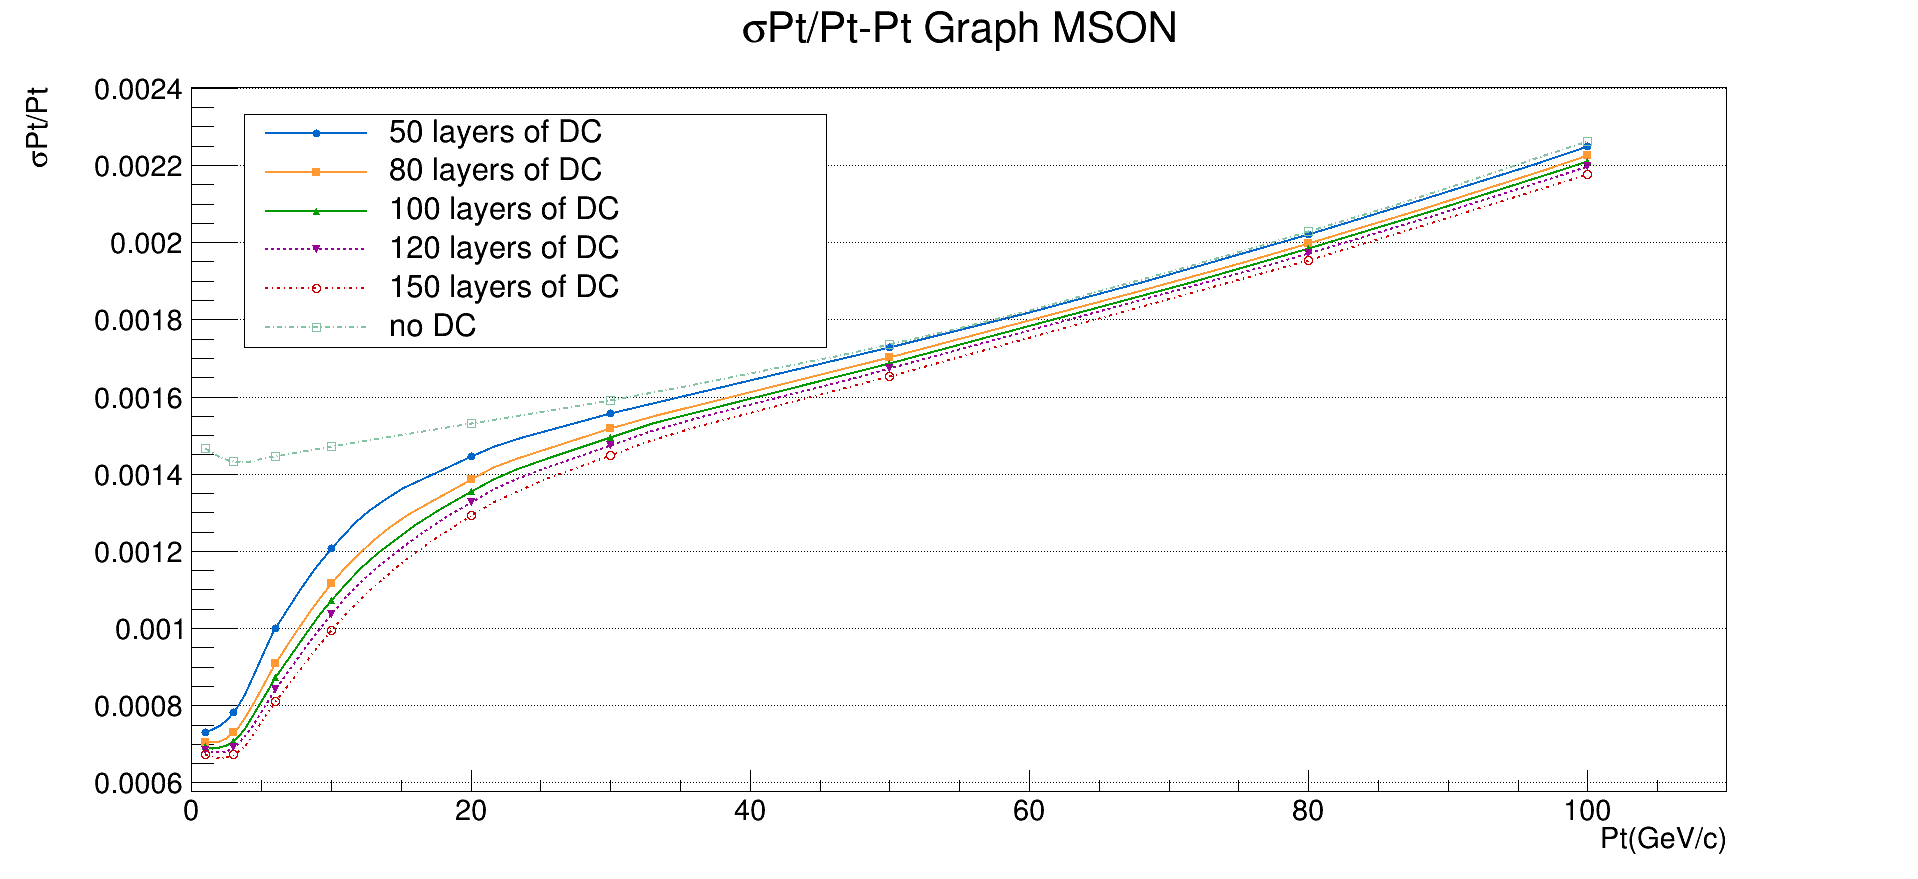 σPt/Pt-Pt Graph MSON
σPt/Pt
0.0024
0.0022
0.002
0.0018
0.0016
0.0014
0.0012
0.001
0.0008
0.0006
50 layers of DC
80 layers of DC
100 layers of DC
120 layers of DC
150 layers of DC
no DC
0 20 40 60 80 100
Pt(GeV/c)